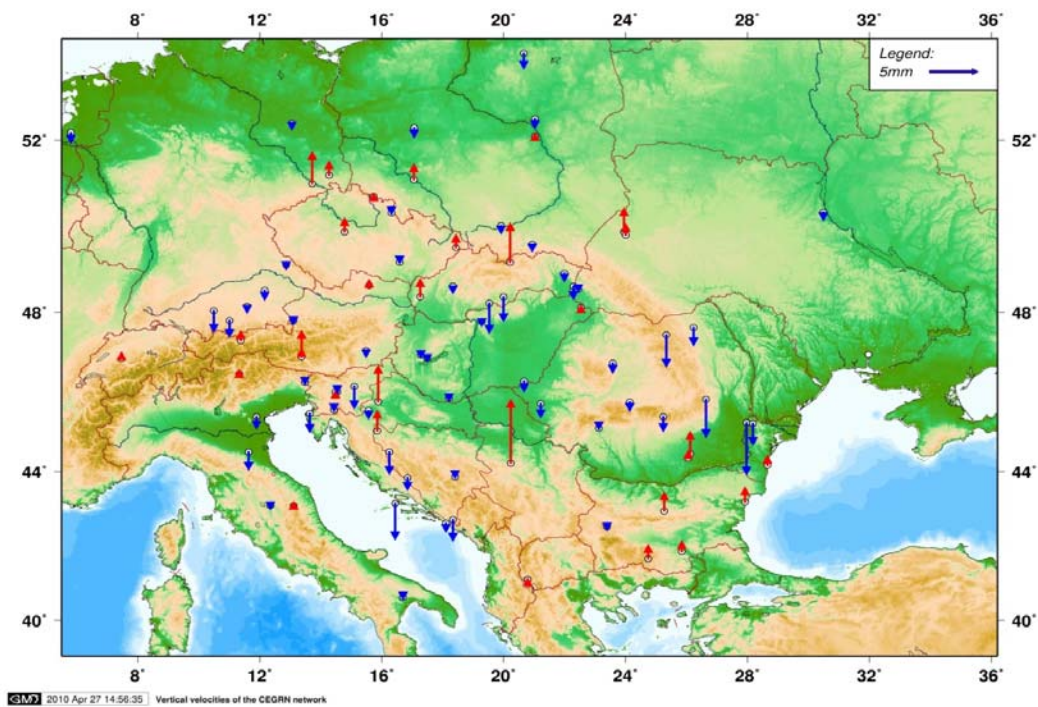 8° 12° 16° 20° 24° 28° 32° 36°
Legend:
5mm
52° 52°
48° 48°
44° 44°
40° 40°
8° 12° 16° 20° 24° 28° 32° 36°
GMT 2010 Apr 27 14:56:35 Vertical velocities of the CEGRN network